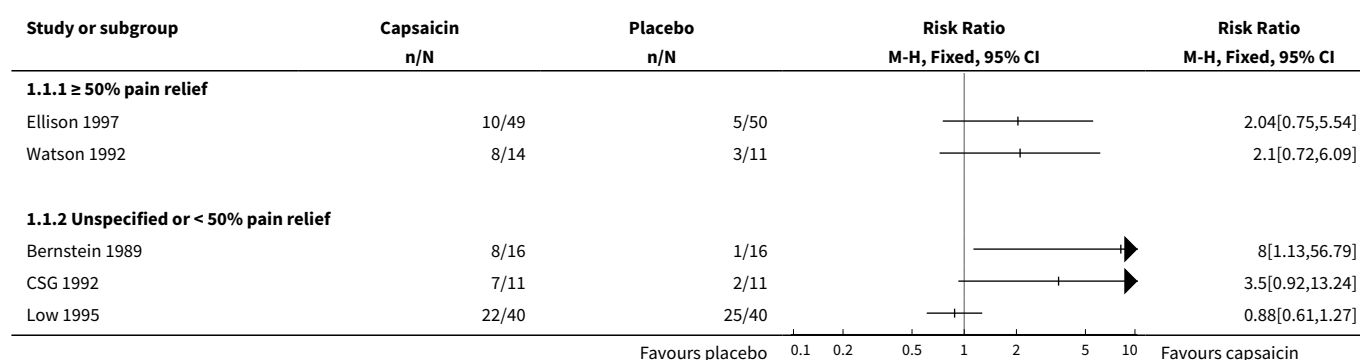 Study or subgroup Capsaicin Placebo Risk Ratio Risk Ratio
n/N n/N M-H, Fixed, 95% CI M-H, Fixed, 95% CI
1.1.1 ≥ 50% pain relief
Ellison 1997 10/49 5/50 2.04[0.75,5.54]
Watson 1992 8/14 3/11 2.1[0.72,6.09]
1.1.2 Unspecified or < 50% pain relief
Bernstein 1989 8/16 1/16 8[1.13,56.79]
CSG 1992 7/11 2/11 3.5[0.92,13.24]
Low 1995 22/40 25/40 0.88[0.61,1.27]
Favours placebo 0.1 0.2 0.5 1 2 5 10 Favours capsaicin